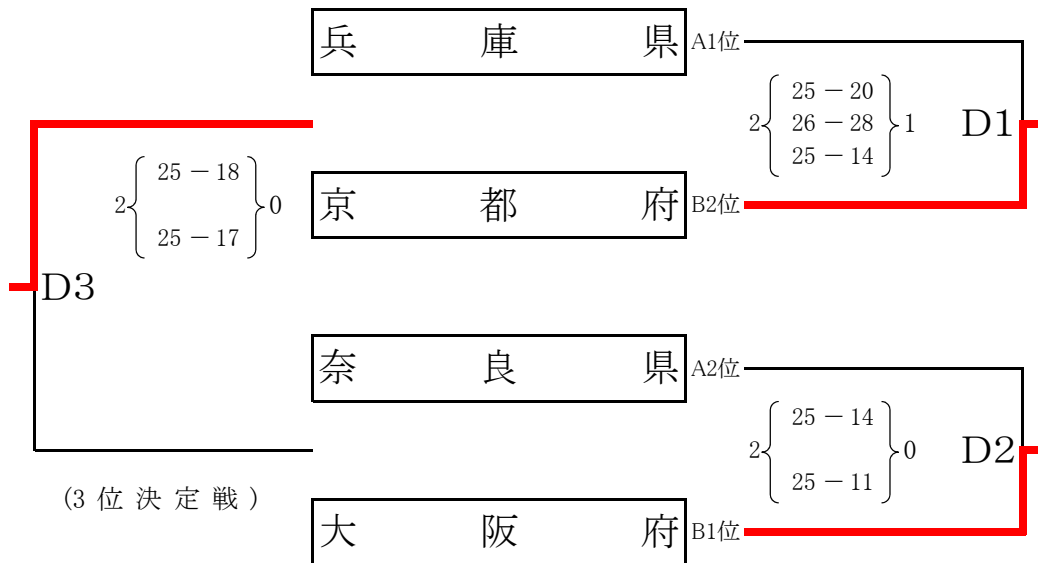 兵庫県 A1位
25－20
2 26－28 1 D1
25－14
25－18
2 0
25－17
京都府 B2位
D3
奈良県 A2位
25－14
2 0 D2
25－11
(3位決定戦)
大阪府 B1位